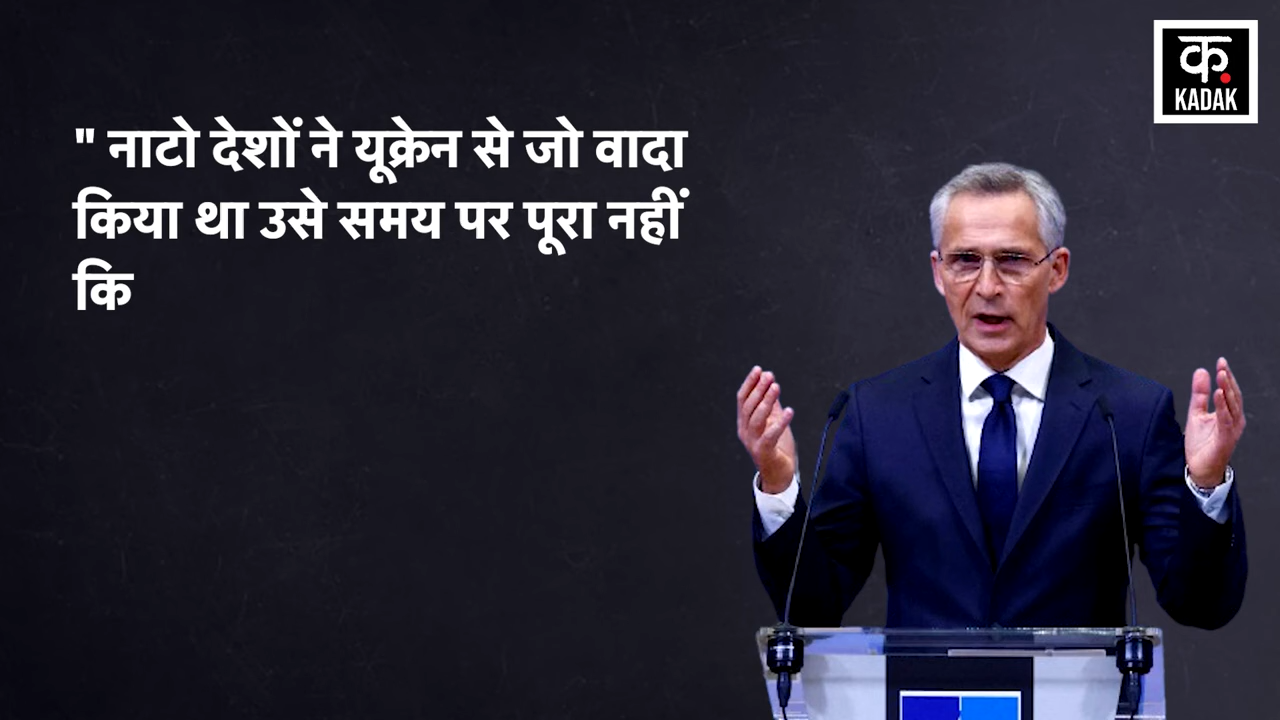 " नाटो देशों ने यूक्रेन से जो वादा
किया था उसे समय पर पूरा नहीं
कि
क
KADAK